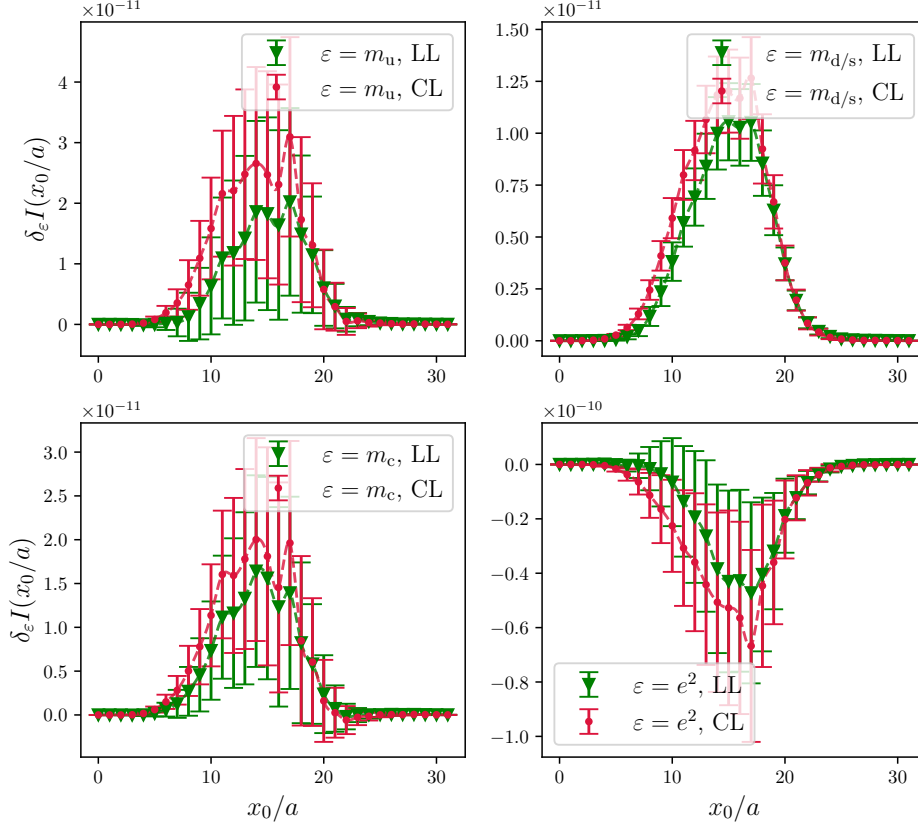 ×10⁻¹¹
4
3
2
1
0
δ_ε I(x₀/a)
ε = m_u, LL
ε = m_u, CL
0 10 20 30
×10⁻¹¹
1.50
1.25
1.00
0.75
0.50
0.25
0.00
ε = m_d/s, LL
ε = m_d/s, CL
0 10 20 30
×10⁻¹¹
3.0
2.5
2.0
1.5
1.0
0.5
0.0
δ_ε I(x₀/a)
ε = m_c, LL
ε = m_c, CL
0 10 20 30
x₀/a
×10⁻¹⁰
0.0
−0.2
−0.4
−0.6
−0.8
−1.0
ε = e², LL
ε = e², CL
0 10 20 30
x₀/a